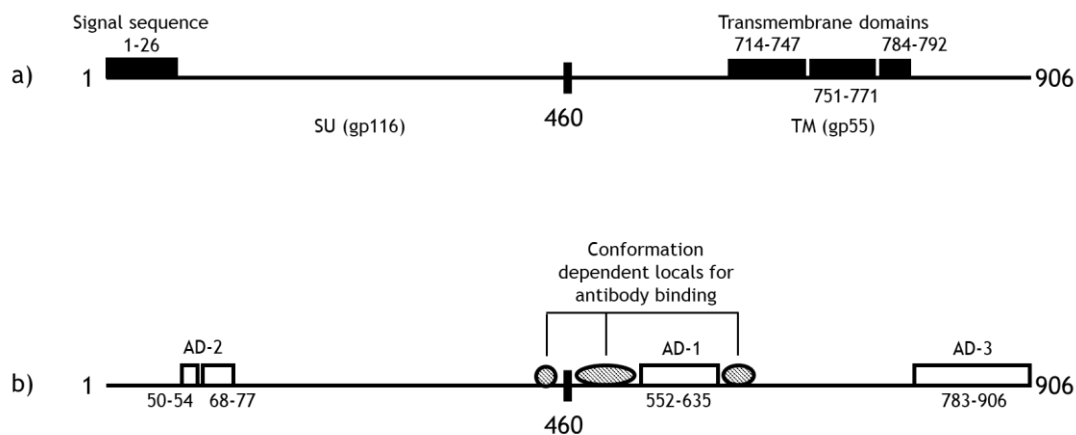 Signal sequence
1-26
Transmembrane domains
714-747
784-792
a)
1
906
751-771
460
SU (gp116)
TM (gp55)
Conformation
dependent locals for
antibody binding
AD-2
AD-1
AD-3
b)
1
906
50-54
68-77
552-635
783-906
460